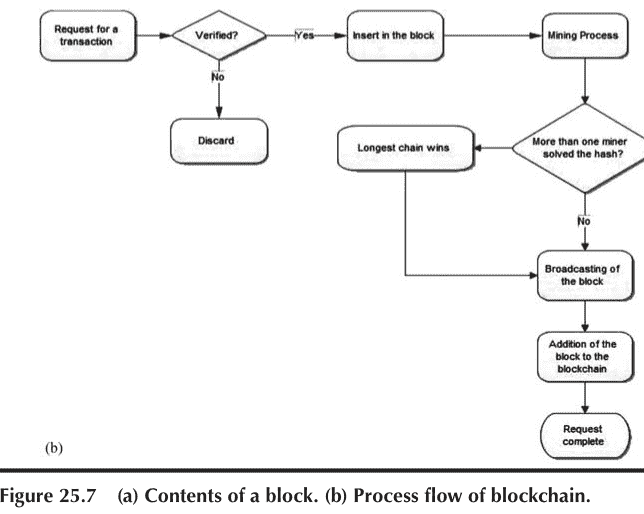 Request for a
transaction
Verified?
Yes
Insert in the block
Mining Process
No
Discard
Longest chain wins
More than one miner
solved the hash?
No
Broadcasting of
the block
Addition of the
block to the
blockchain
Request
complete
(b)
Figure 25.7 (a) Contents of a block. (b) Process flow of blockchain.